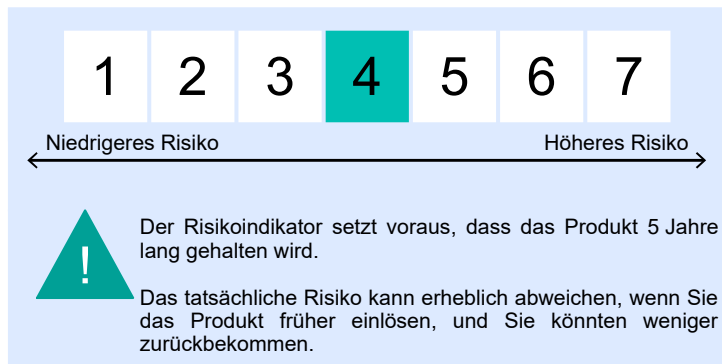 1 2 3 4 5 6 7
Niedrigeres Risiko Höheres Risiko
!
Der Risikoindikator setzt voraus, dass das Produkt 5 Jahre
lang gehalten wird.
Das tatsächliche Risiko kann erheblich abweichen, wenn Sie
das Produkt früher einlösen, und Sie könnten weniger
zurückbekommen.